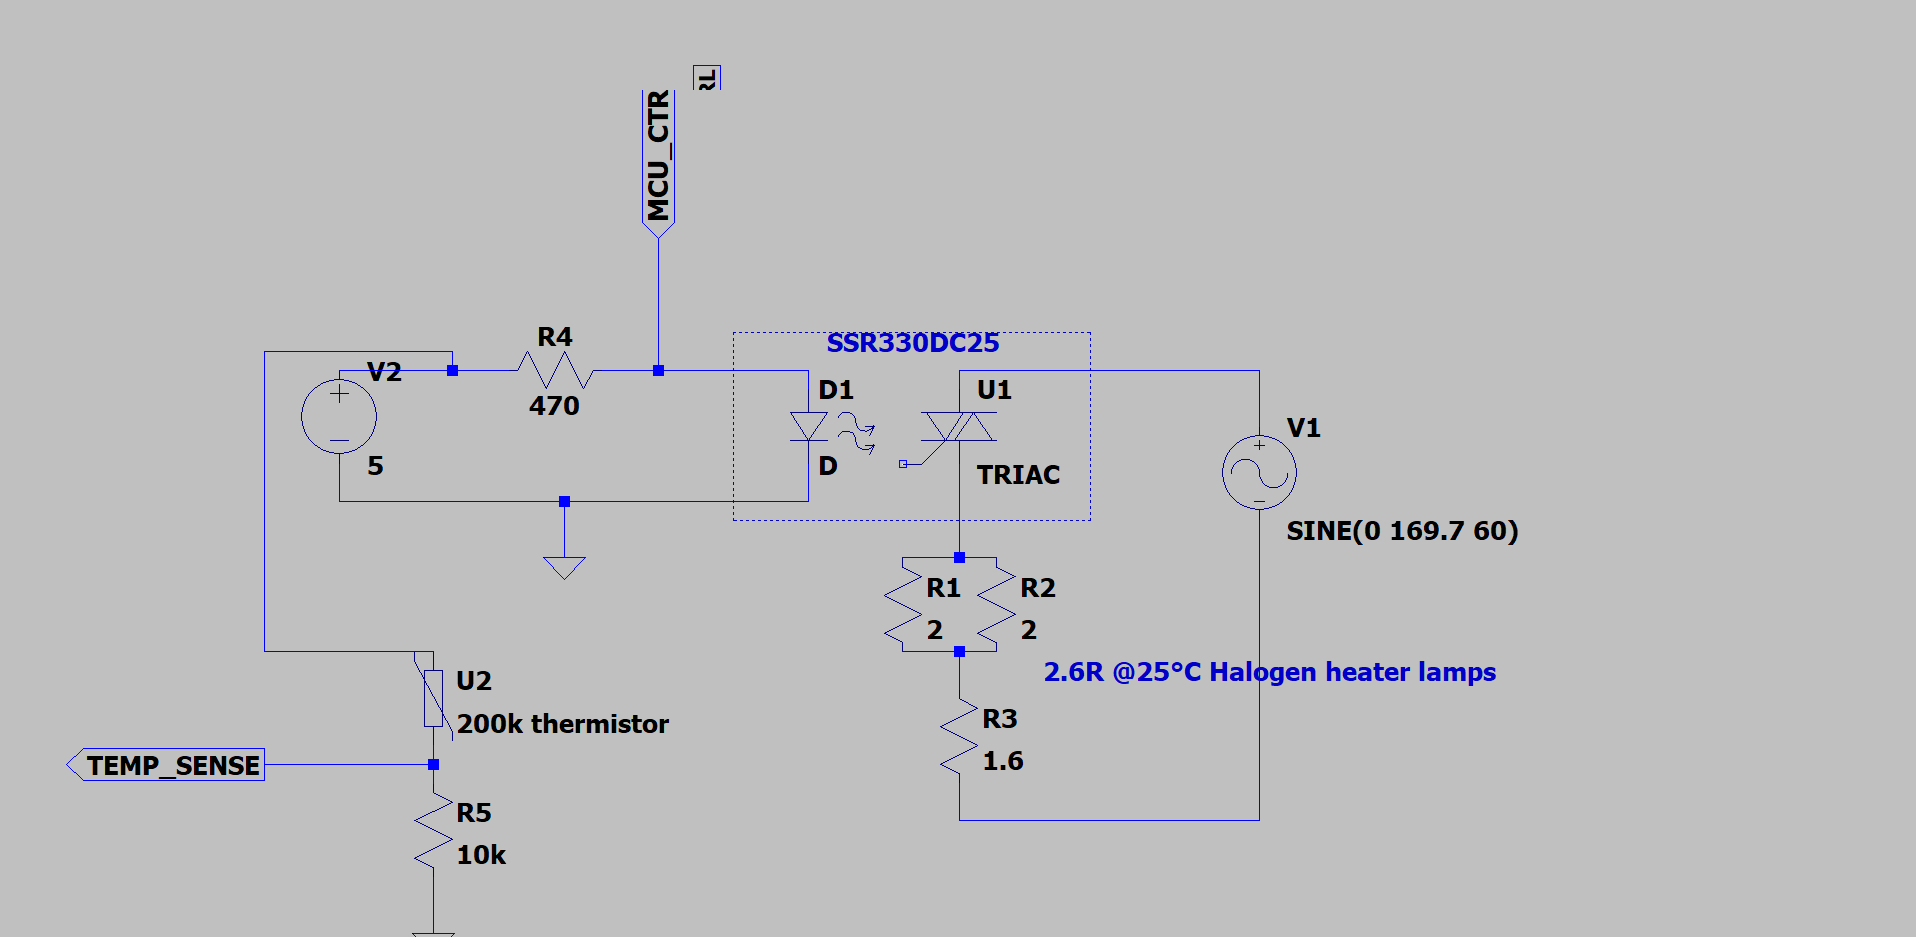 RL
MCU_CTR
R4
470
V2
5
SSR330DC25
D1
D
U1
TRIAC
V1
SINE(0 169.7 60)
R1
2
R2
2
2.6R @25°C Halogen heater lamps
R3
1.6
U2
200k thermistor
TEMP_SENSE
R5
10k